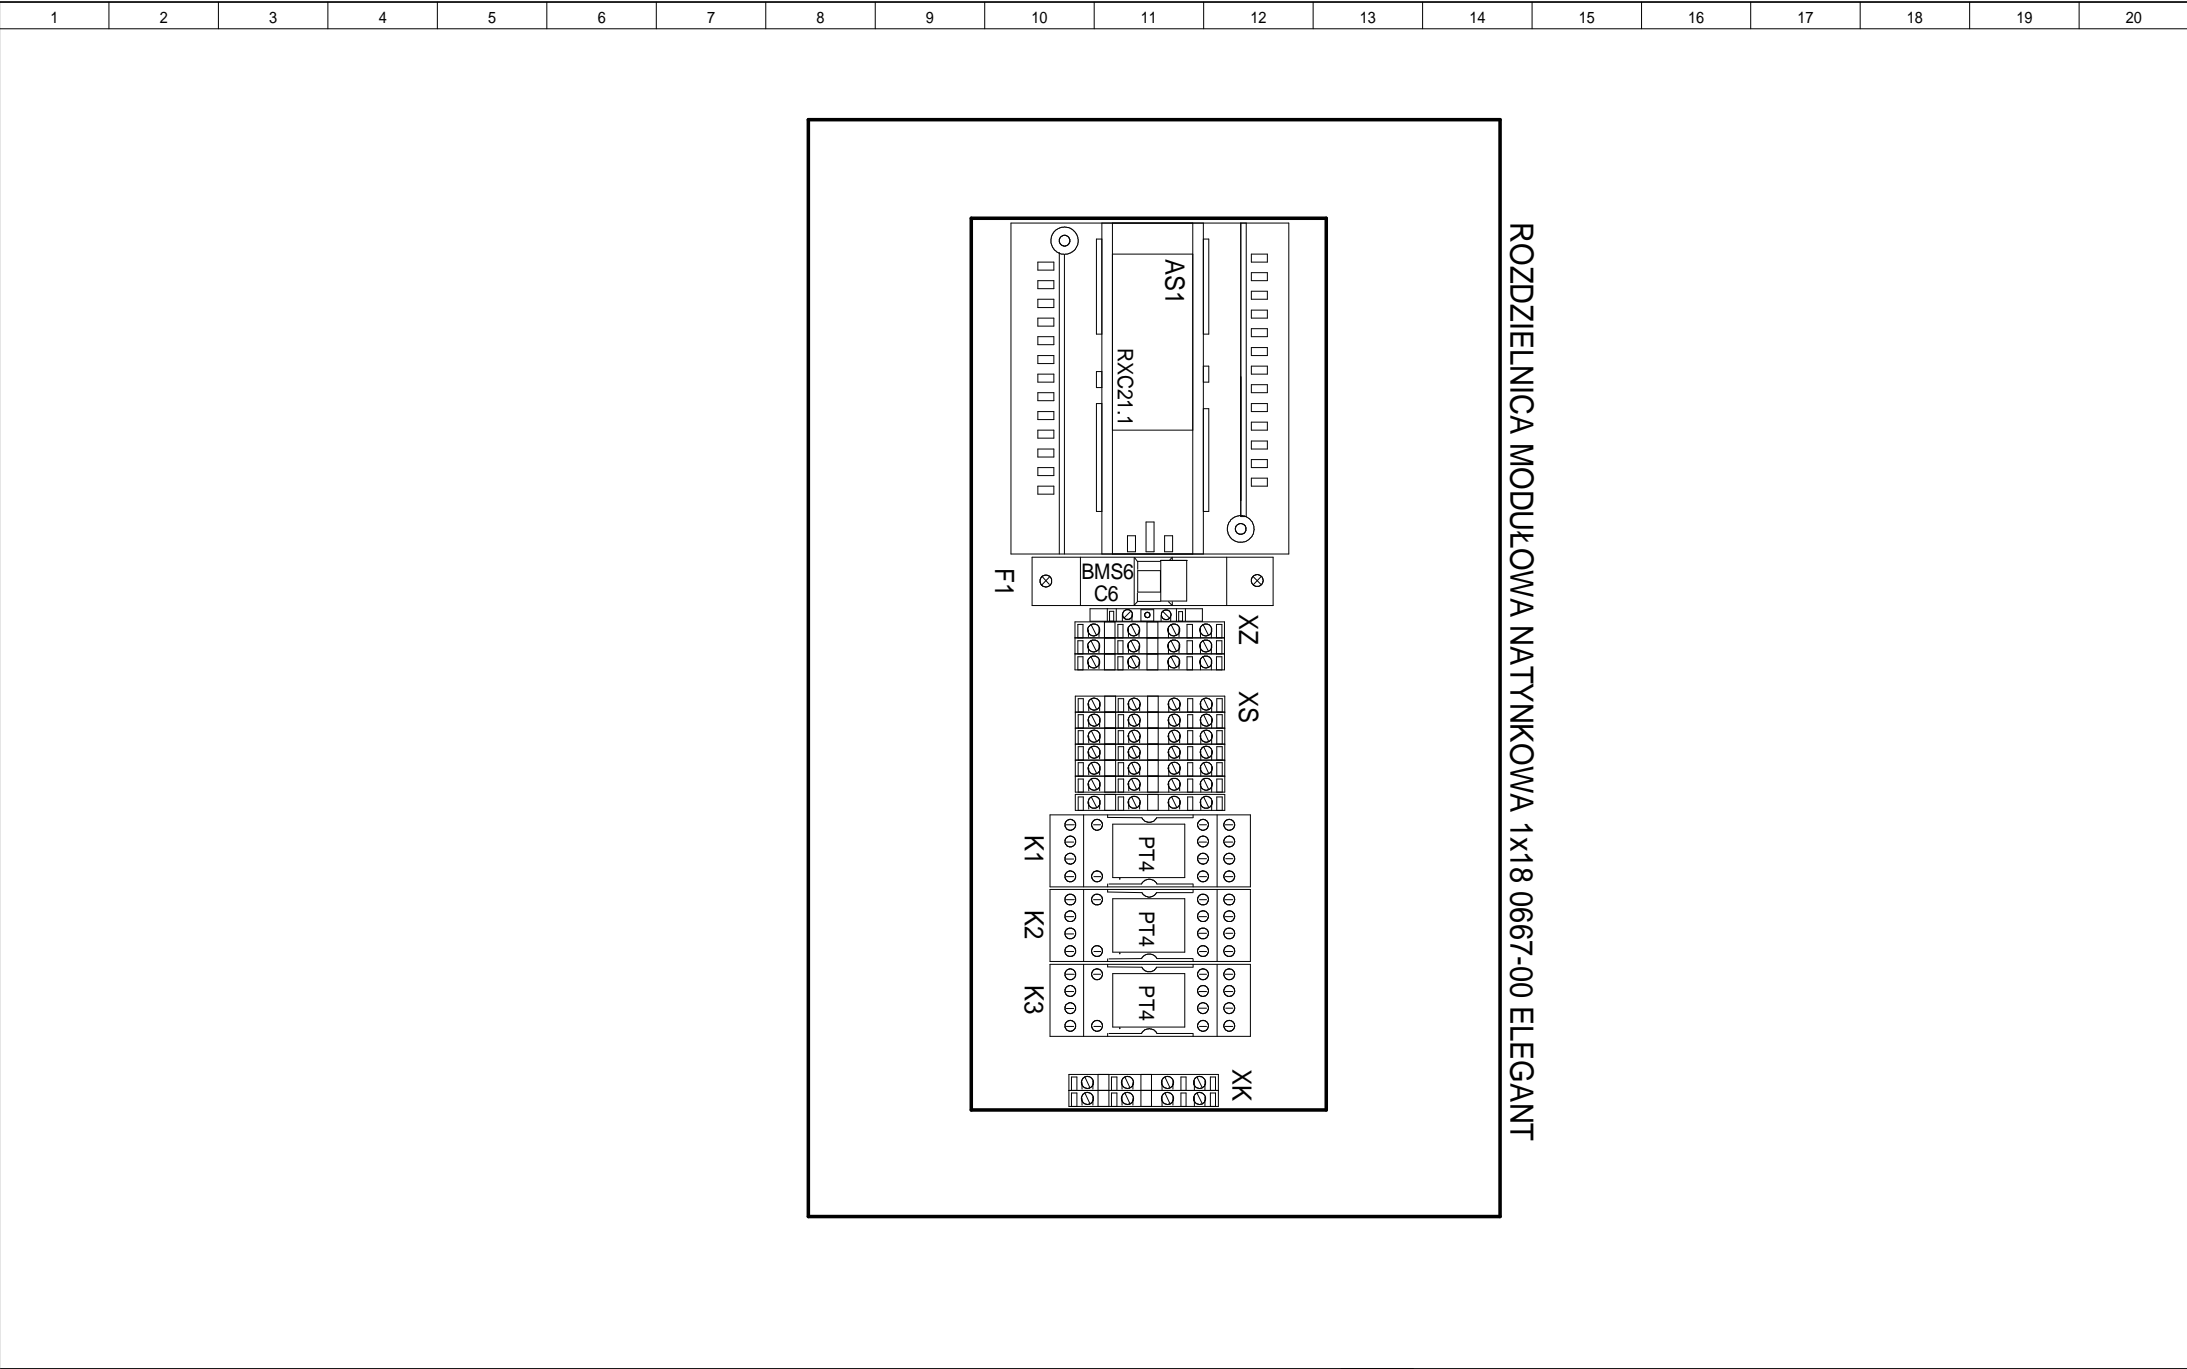 1 2 3 4 5 6 7 8 9 10 11 12 13 14 15 16 17 18 19 20
ROZDZIELNICA MODUŁOWA NATYNKOWA 1x18 0667-00 ELEGANT
AS1
RXC21.1
F1
BMS6
C6
XZ
XS
K1
PT4
K2
PT4
K3
PT4
XK